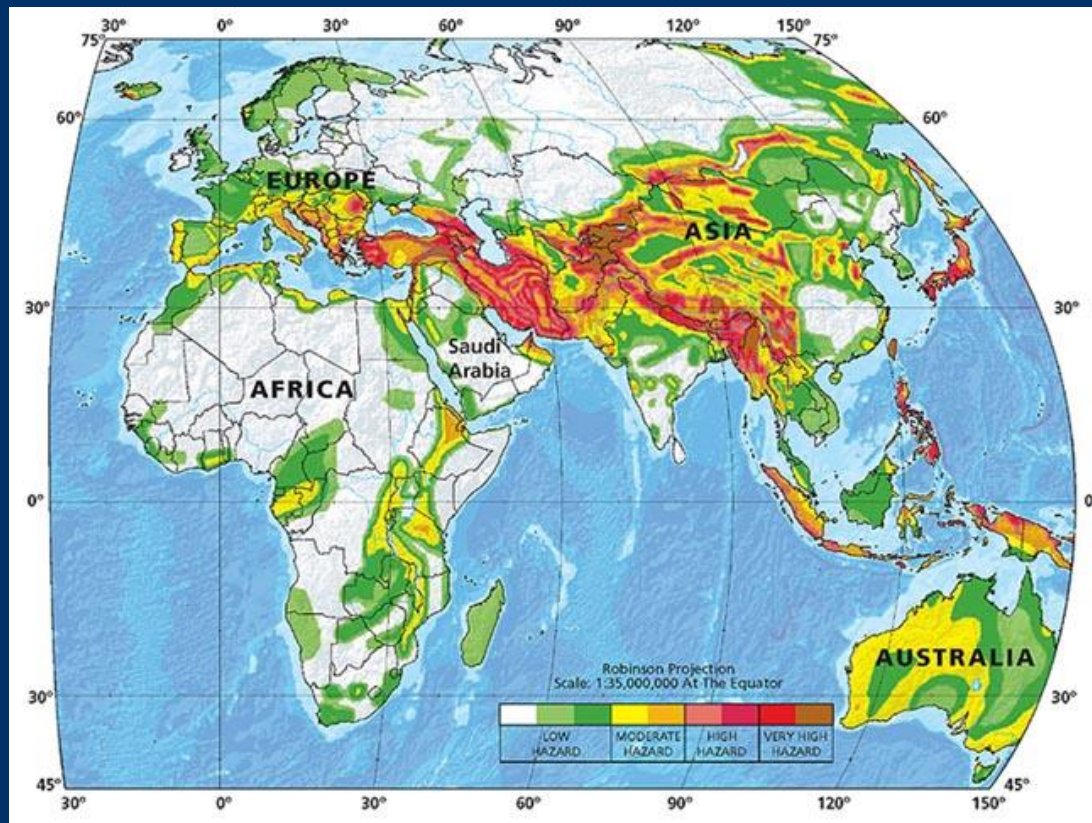 30° 0° 30° 60° 90° 120° 150°
75° 75°
60° 60°
EUROPE
ASIA
30° 30°
Saudi
Arabia
AFRICA
0° 0
AUSTRALIA
Robinson Projection
Scale: 1:35,000,000 At The Equator
30° 30°
LOW MODERATE HIGH VERY HIGH
HAZARD HAZARD HAZARD HAZARD
45° 45°
30° 0° 30° 60° 90° 120° 150°